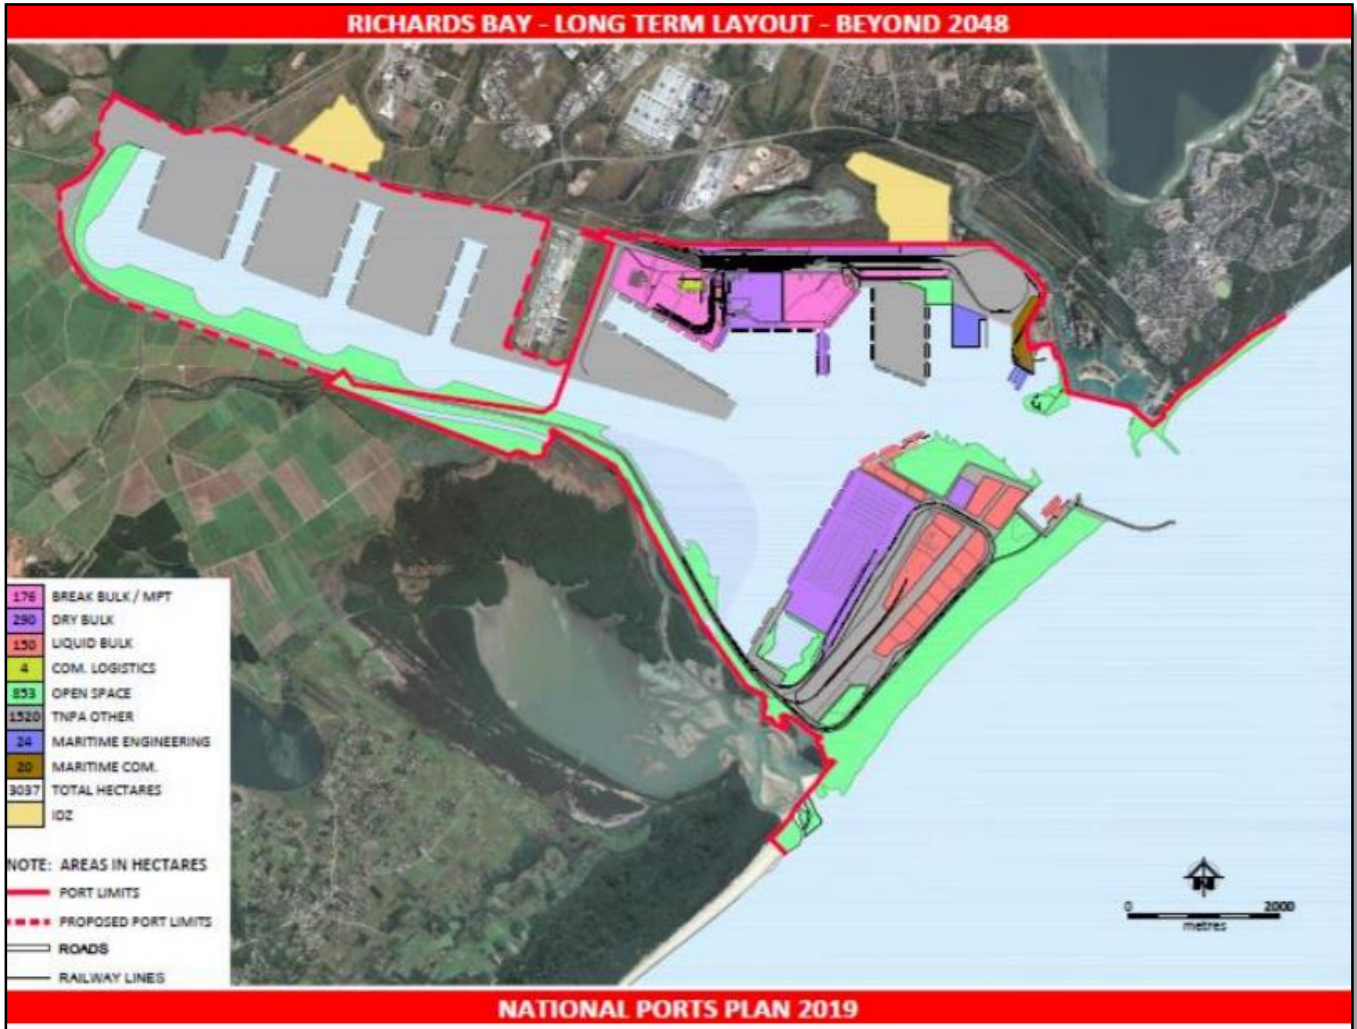 RICHARDS BAY - LONG TERM LAYOUT - BEYOND 2048
176 BREAK BULK / MPT
290 DRY BULK
150 LIQUID BULK
4 COM. LOGISTICS
853 OPEN SPACE
1520 TNPA OTHER
24 MARITIME ENGINEERING
20 MARITIME COM.
3037 TOTAL HECTARES
IDZ
NOTE: AREAS IN HECTARES
PORT LIMITS
PROPOSED PORT LIMITS
ROADS
RAILWAY LINES
N
0 2000
metres
NATIONAL PORTS PLAN 2019